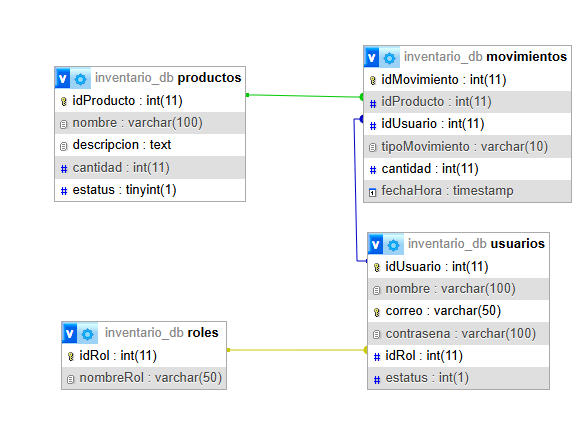 inventario_db productos
idProducto : int(11)
nombre : varchar(100)
descripcion : text
cantidad : int(11)
estatus : tinyint(1)
inventario_db movimientos
idMovimiento : int(11)
idProducto : int(11)
idUsuario : int(11)
tipoMovimiento : varchar(10)
cantidad : int(11)
fechaHora : timestamp
inventario_db roles
idRol : int(11)
nombreRol : varchar(50)
inventario_db usuarios
idUsuario : int(11)
nombre : varchar(100)
correo : varchar(50)
contrasena : varchar(100)
idRol : int(11)
estatus : int(1)